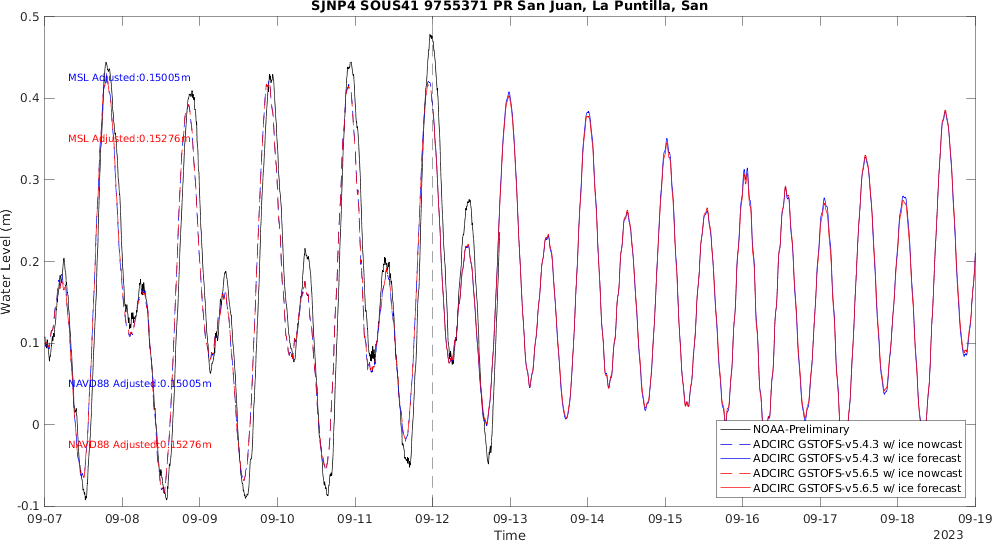 SJNP4 SOUS41 9755371 PR San Juan, La Puntilla, San
0.5
0.4
0.3
0.2
0.1
0
-0.1
Water Level (m)
MSL Adjusted:0.15005m
MSL Adjusted:0.15276m
NAVD88 Adjusted:0.15005m
NAVD88 Adjusted:0.15276m
NOAA-Preliminary
ADCIRC GSTOFS-v5.4.3 w/ ice nowcast
ADCIRC GSTOFS-v5.4.3 w/ ice forecast
ADCIRC GSTOFS-v5.6.5 w/ ice nowcast
ADCIRC GSTOFS-v5.6.5 w/ ice forecast
09-07 09-08 09-09 09-10 09-11 09-12 09-13 09-14 09-15 09-16 09-17 09-18 09-19
Time
2023